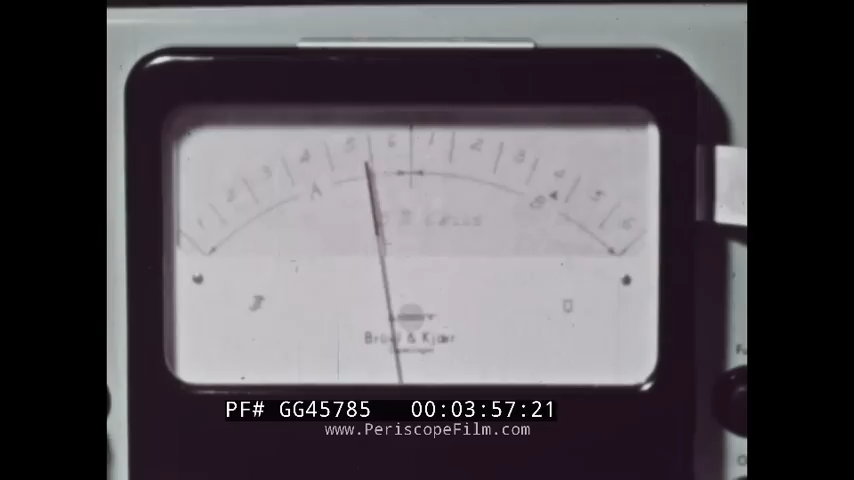 1 2 3 4 5 6 1 2 3 4 5 6
A B
Brüel & Kjær
PF# GG45785 00:03:57:21
www.PeriscopeFilm.com